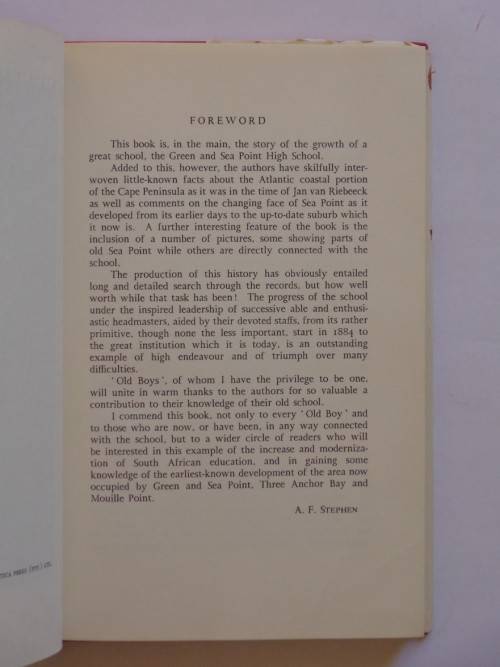 FOREWORD
This book is, in the main, the story of the growth of a
great school, the Green and Sea Point High School.
Added to this, however, the authors have skilfully inter-
woven little-known facts about the Atlantic coastal portion
of the Cape Peninsula as it was in the time of Jan van Riebeeck
as well as comments on the changing face of Sea Point as it
developed from its earlier days to the up-to-date suburb which
it now is. A further interesting feature of the book is the
inclusion of a number of pictures, some showing parts of
old Sea Point while others are directly connected with the
school.
The production of this history has obviously entailed
long and detailed search through the records, but how well
worth while that task has been! The progress of the school
under the inspired leadership of successive able and enthusi-
astic headmasters, aided by their devoted staffs, from its rather
primitive, though none the less important, start in 1884 to
the great institution which it is today, is an outstanding
example of high endeavour and of triumph over many
difficulties.
'Old Boys', of whom I have the privilege to be one,
will unite in warm thanks to the authors for so valuable a
contribution to their knowledge of their old school.
I commend this book, not only to every 'Old Boy' and
to those who are now, or have been, in any way connected
with the school, but to a wider circle of readers who will
be interested in this example of the increase and moderniza-
tion of South African education, and in gaining some
knowledge of the earliest-known development of the area now
occupied by Green and Sea Point, Three Anchor Bay and
Mouille Point.
A. F. STEPHEN
PRESS (PTY.) LTD.